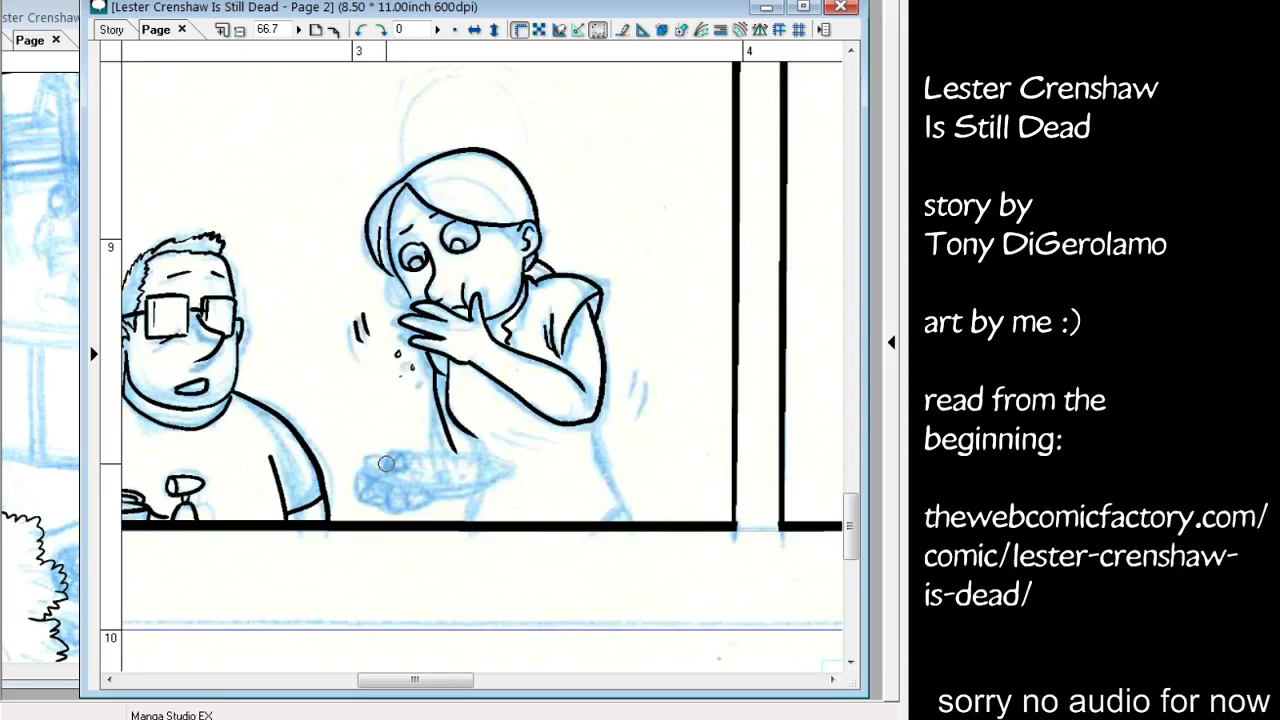 [Lester Crenshaw Is Still Dead - Page 2] (8.50 * 11.00inch 600dpi)
ster Crenshaw
Story
Page
66.7
0
Page
3
4
9
10
Manga Studio EX
Lester Crenshaw
Is Still Dead
story by
Tony DiGerolamo
art by me :)
read from the
beginning:
thewebcomicfactory.com/
comic/lester-crenshaw-
is-dead/
sorry no audio for now